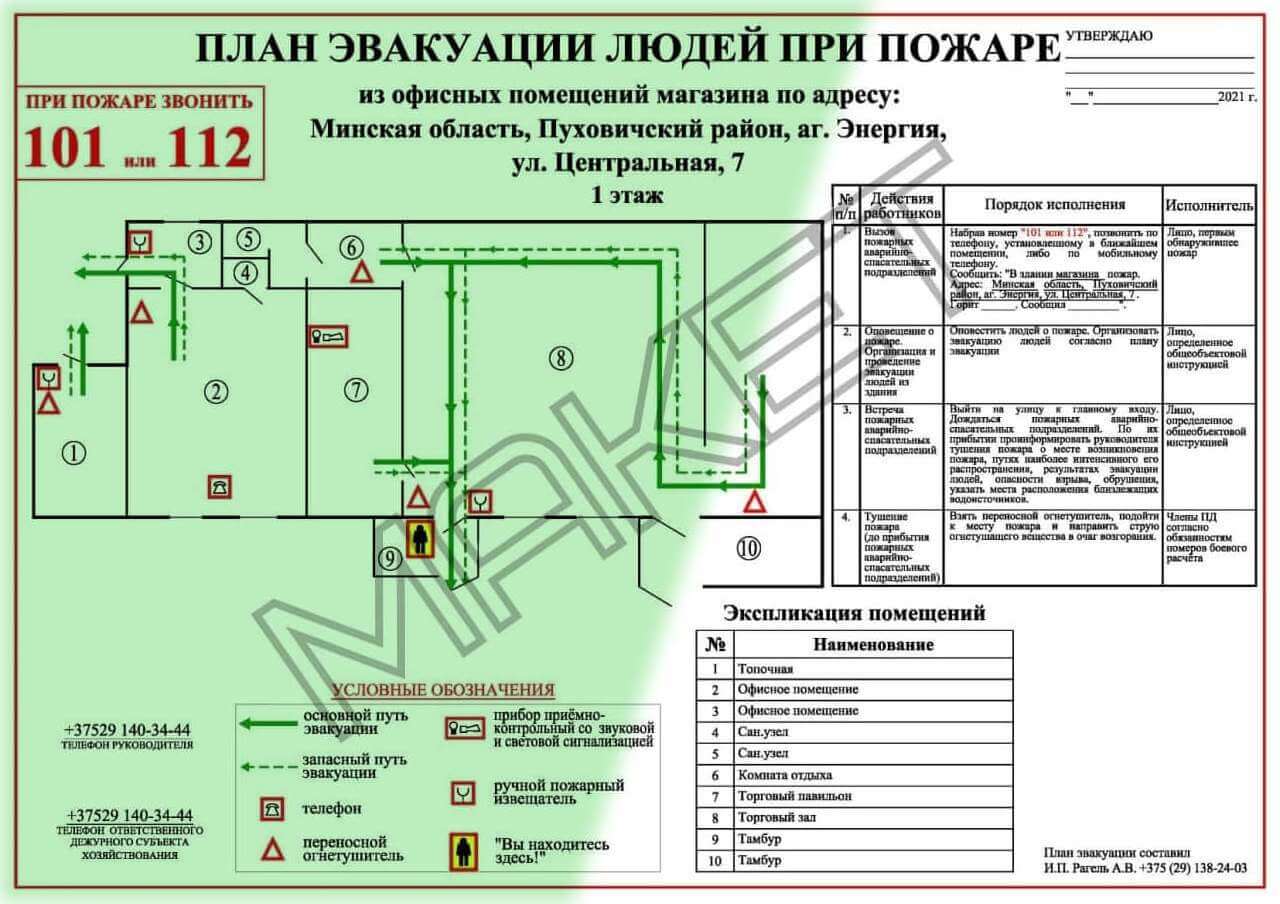 ПЛАН ЭВАКУАЦИИ ЛЮДЕЙ ПРИ ПОЖАРЕ
УТВЕРЖДАЮ
"__"____________________2021 г.
ПРИ ПОЖАРЕ ЗВОНИТЬ
101 или 112
из офисных помещений магазина по адресу:
Минская область, Пуховичский район, аг. Энергия,
ул. Центральная, 7
1 этаж
3
5
4
6
8
2
7
1
9
10
МАКЕТ
№
п/п
Действия
работников
Порядок исполнения
Исполнитель
1.
Вызов
пожарных
аварийно-
спасательных
подразделений
Набрав номер "101 или 112", позвонить по
телефону, установленному в ближайшем
помещении, либо по мобильному
телефону.
Сообщить: "В здании магазина пожар.
Адрес: Минская область, Пуховичский
район, аг. Энергия, ул. Центральная, 7 .
Горит ______. Сообщил _________".
Лицо, первым
обнаружившее
пожар
2.
Оповещение о
пожаре.
Организация и
проведение
эвакуации
людей из
здания
Оповестить людей о пожаре. Организовать
эвакуацию людей согласно плану
эвакуации
Лицо,
определенное
общеобъектовой
инструкцией
3.
Встреча
пожарных
аварийно-
спасательных
подразделений
Выйти на улицу к главному входу.
Дождаться пожарных аварийно-
спасательных подразделений. По их
прибытии проинформировать руководителя
тушения пожара о месте возникновения
пожара, путях наиболее интенсивного его
распространения, результатах эвакуации
людей, опасности взрыва, обрушения,
указать места расположения близлежащих
водоисточников.
Лицо,
определенное
общеобъектовой
инструкцией
4.
Тушение
пожара
(до прибытия
пожарных
аварийно-
спасательных
подразделений)
Взять переносной огнетушитель, подойти
к месту пожара и направить струю
огнетушащего вещества в очаг возгорания.
Члены ПД
согласно
обязанностям
номеров боевого
расчёта
Экспликация помещений
№ Наименование
1 Топочная
2 Офисное помещение
3 Офисное помещение
4 Сан.узел
5 Сан.узел
6 Комната отдыха
7 Торговый павильон
8 Торговый зал
9 Тамбур
10 Тамбур
УСЛОВНЫЕ ОБОЗНАЧЕНИЯ
основной путь
эвакуации
запасный путь
эвакуации
телефон
переносной
огнетушитель
прибор приёмно-
контрольный со звуковой
и световой сигнализацией
ручной пожарный
извещатель
"Вы находитесь
здесь!"
+37529 140-34-44
ТЕЛЕФОН РУКОВОДИТЕЛЯ
+37529 140-34-44
ТЕЛЕФОН ОТВЕТСТВЕННОГО
ДЕЖУРНОГО СУБЪЕКТА
ХОЗЯЙСТВОВАНИЯ
План эвакуации составил
И.П. Рагель А.В. +375 (29) 138-24-03